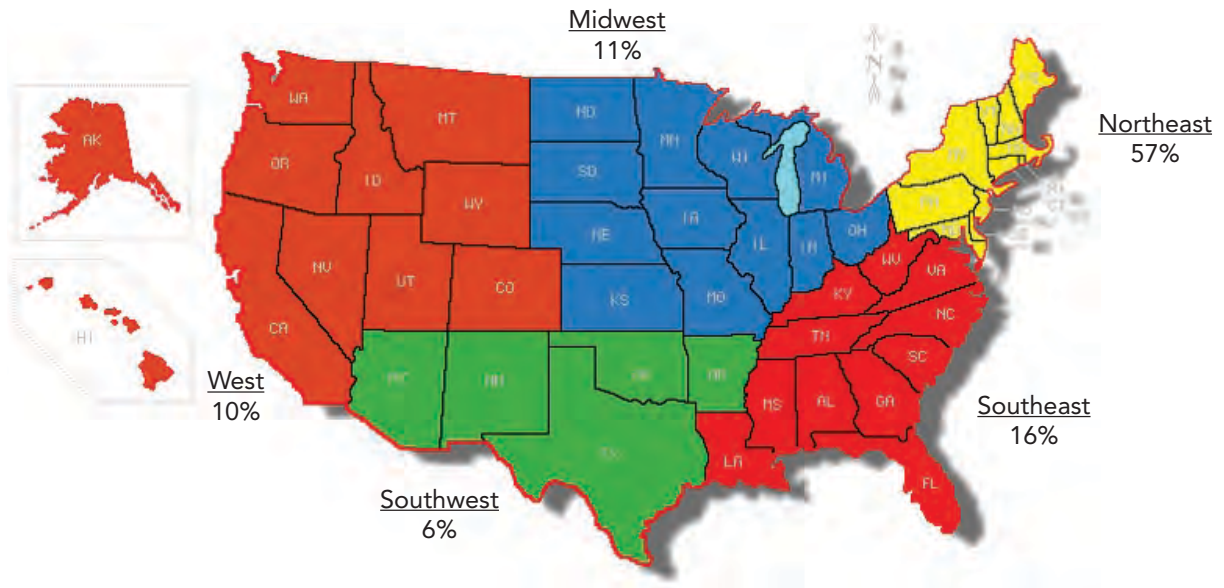 Midwest
11%
Northeast
57%
West
10%
Southwest
6%
Southeast
16%
AK
HI
WA
OR
CA
NV
ID
MT
WY
UT
CO
ND
SD
NE
KS
MN
IA
MO
WI
IL
IN
MI
OH
KY
TN
WV
VA
NC
SC
GA
AL
MS
LA
FL